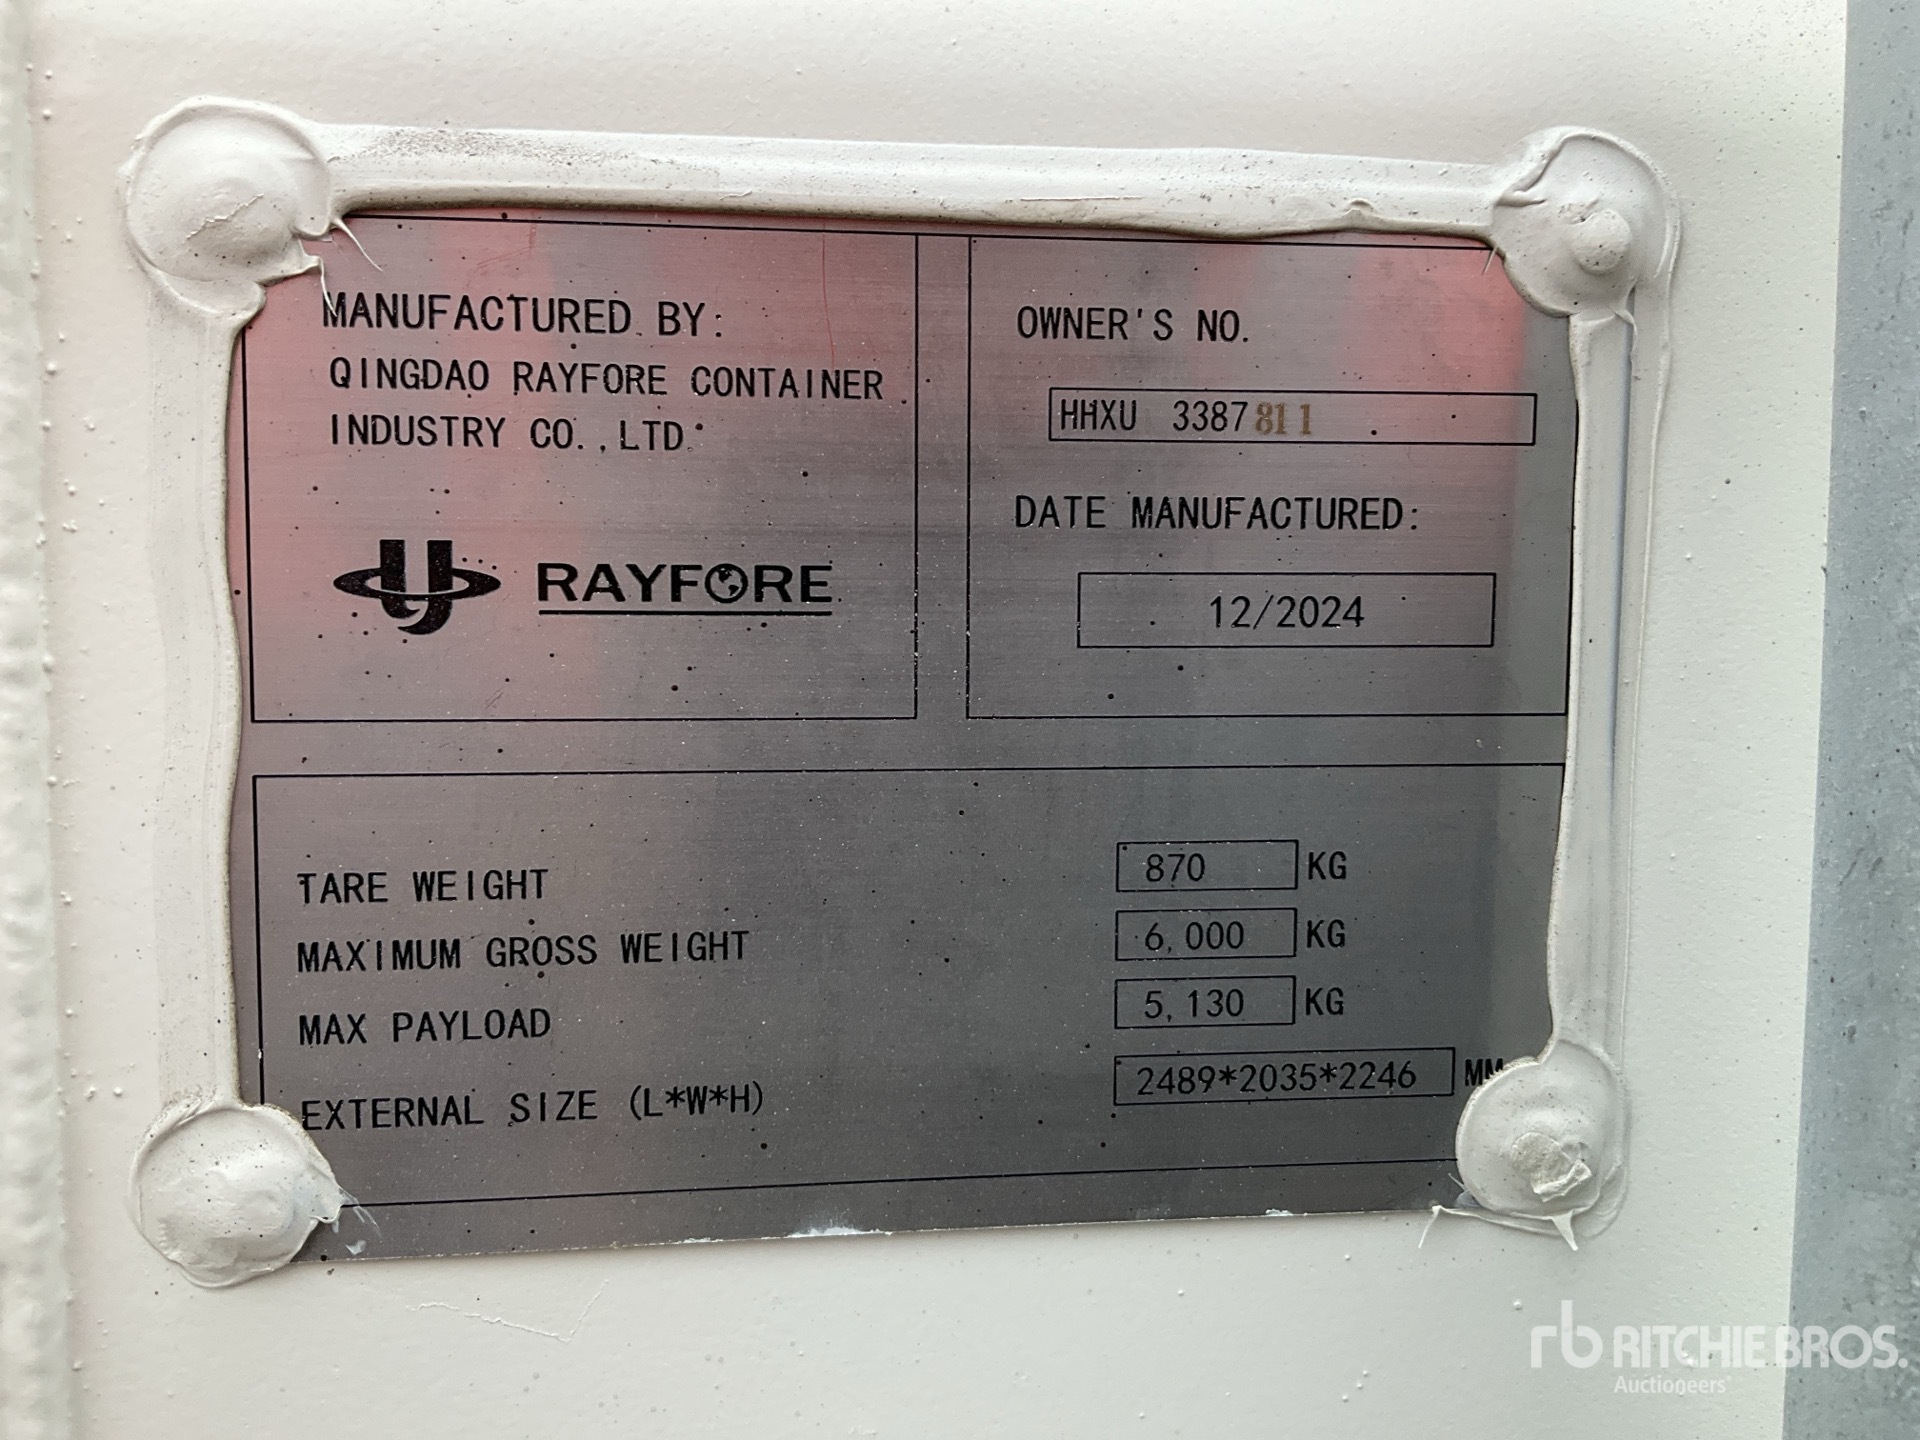 MANUFACTURED BY:
QINGDAO RAYFORE CONTAINER
INDUSTRY CO.,LTD.
RAYFORE
OWNER'S NO.
HHXU 3387811
DATE MANUFACTURED:
12/2024
TARE WEIGHT 870 KG
MAXIMUM GROSS WEIGHT 6,000 KG
MAX PAYLOAD 5,130 KG
EXTERNAL SIZE (L*W*H) 2489*2035*2246 MM
rb RITCHIE BROS.
Auctioneers